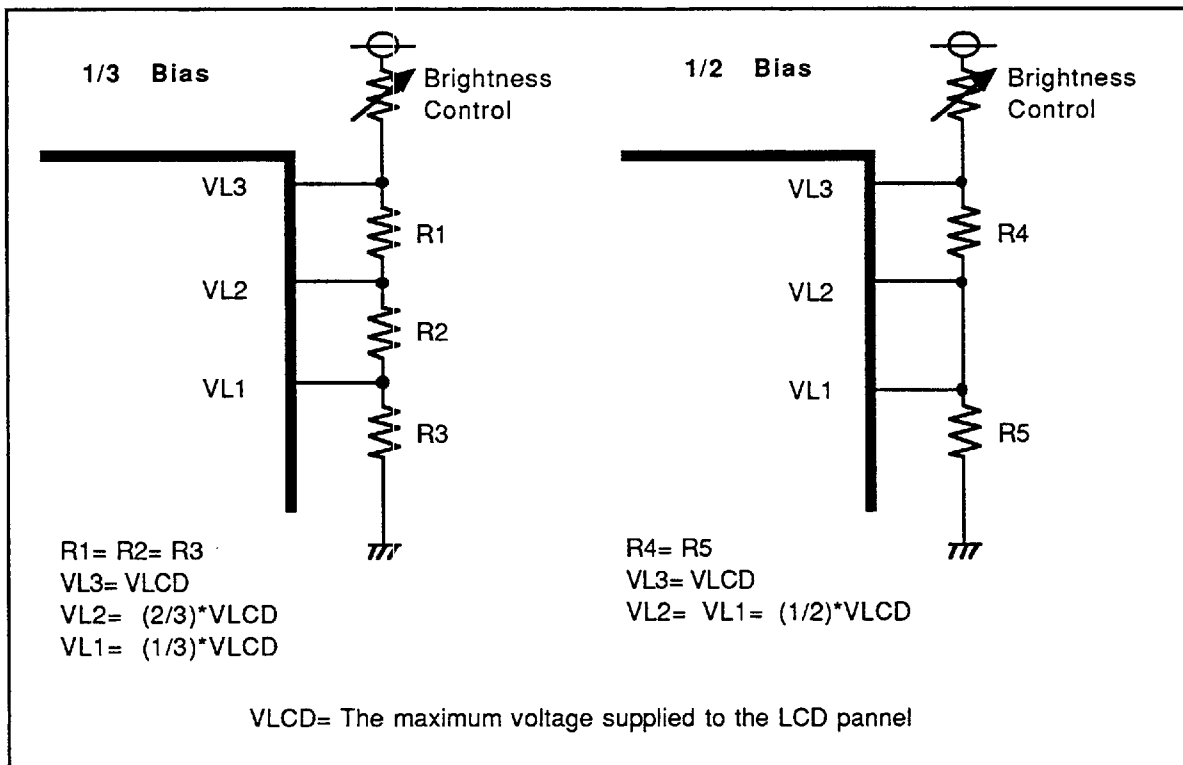 1/3 Bias
Brightness
Control
VL3
R1
VL2
R2
VL1
R3
R1= R2= R3
VL3= VLCD
VL2= (2/3)*VLCD
VL1= (1/3)*VLCD
1/2 Bias
Brightness
Control
VL3
R4
VL2
VL1
R5
R4= R5
VL3= VLCD
VL2= VL1= (1/2)*VLCD
VLCD= The maximum voltage supplied to the LCD pannel